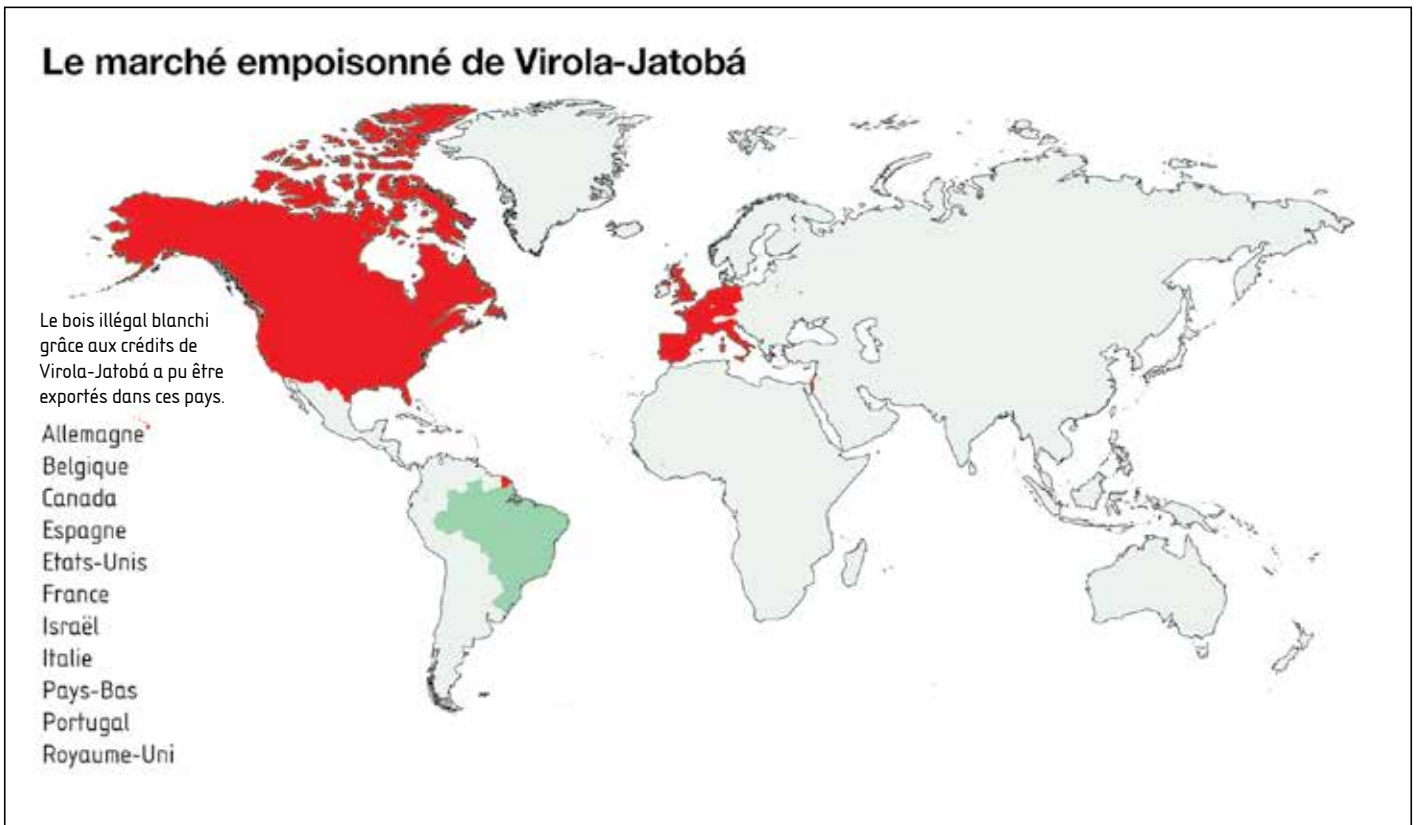 Le marché empoisonné de Virola-Jatobá
Le bois illégal blanchi
grâce aux crédits de
Virola-Jatobá a pu être
exportés dans ces pays.
Allemagne
Belgique
Canada
Espagne
Etats-Unis
France
Israël
Italie
Pays-Bas
Portugal
Royaume-Uni